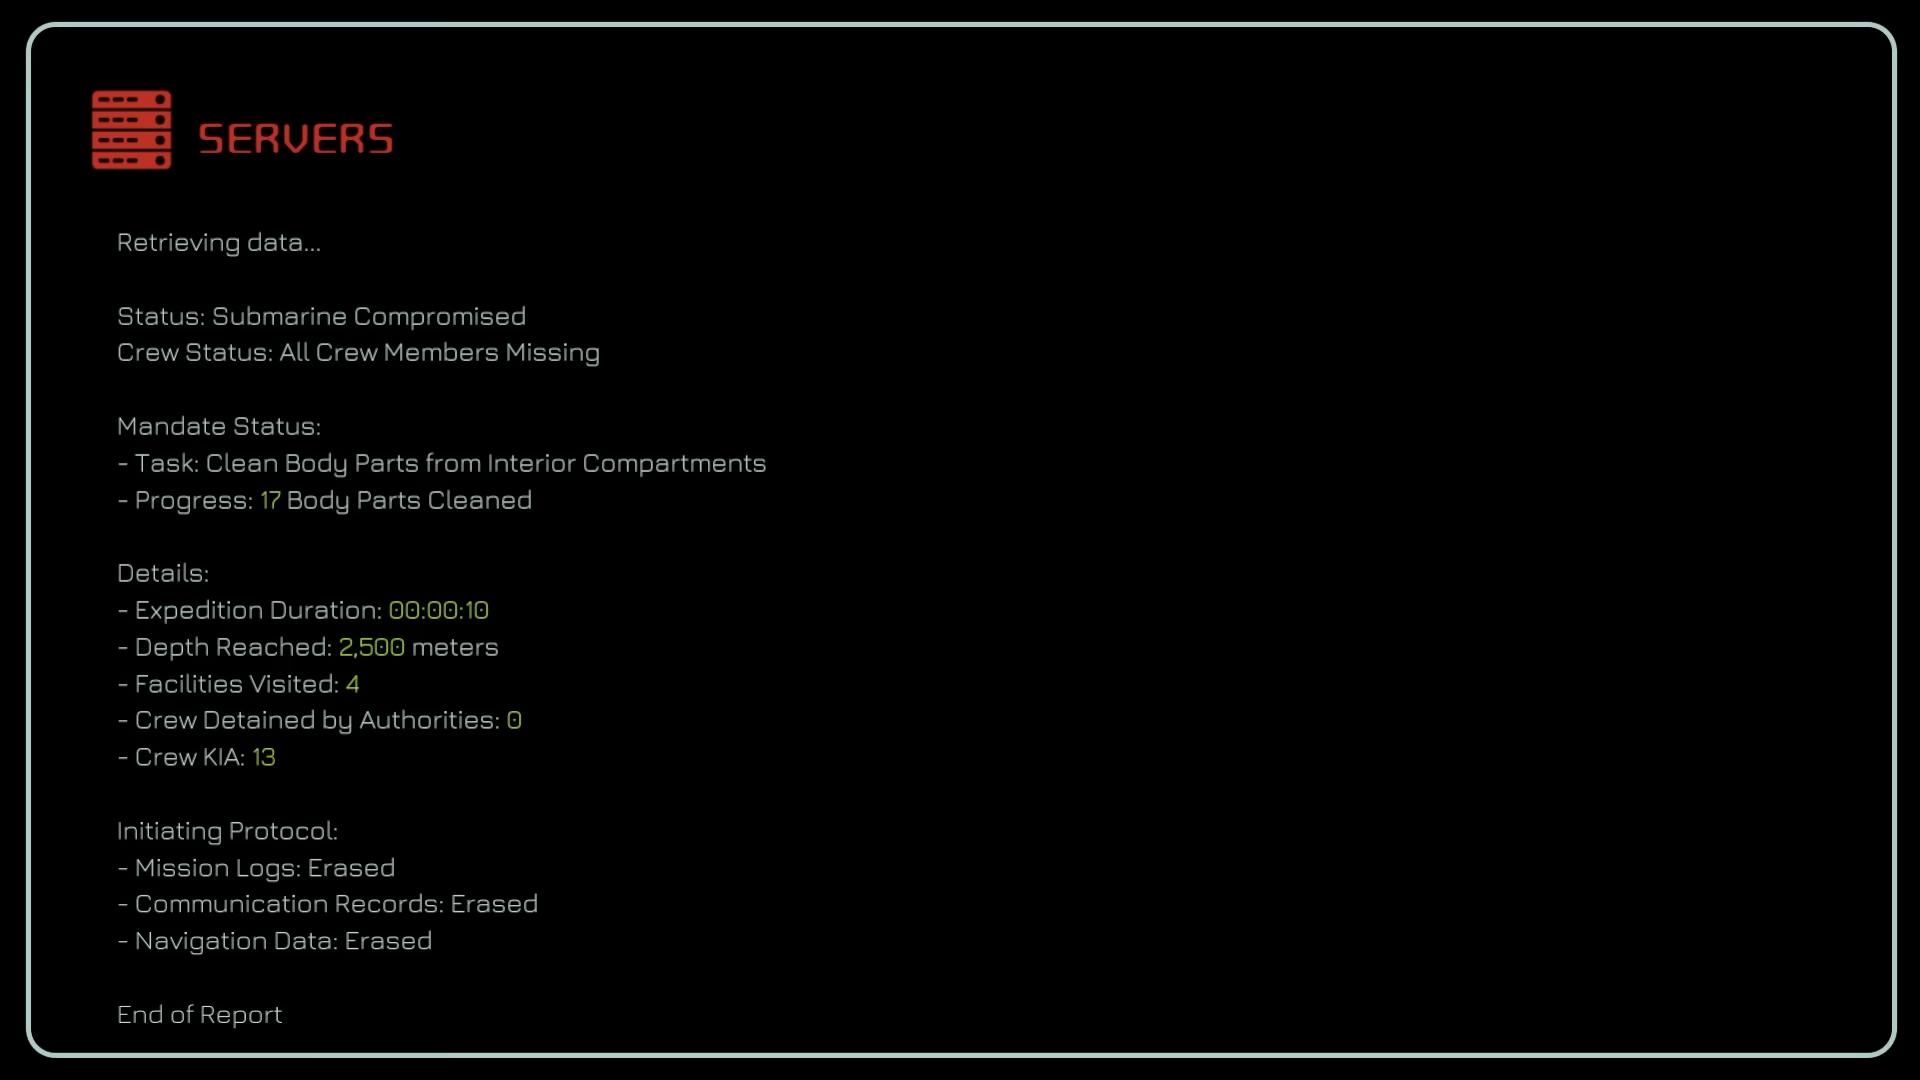 SERVERS
Retrieving data...
Status: Submarine Compromised
Crew Status: All Crew Members Missing
Mandate Status:
- Task: Clean Body Parts from Interior Compartments
- Progress: 17 Body Parts Cleaned
Details:
- Expedition Duration: 00:00:10
- Depth Reached: 2,500 meters
- Facilities Visited: 4
- Crew Detained by Authorities: 0
- Crew KIA: 13
Initiating Protocol:
- Mission Logs: Erased
- Communication Records: Erased
- Navigation Data: Erased
End of Report